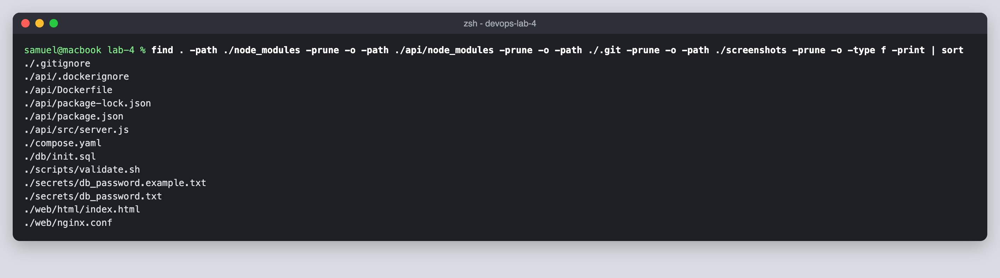 zsh - devops-lab-4
samuel@macbook lab-4 % find . -path ./node_modules -prune -o -path ./api/node_modules -prune -o -path ./.git -prune -o -path ./screenshots -prune -o -type f -print | sort
./.gitignore
./api/.dockerignore
./api/Dockerfile
./api/package-lock.json
./api/package.json
./api/src/server.js
./compose.yaml
./db/init.sql
./scripts/validate.sh
./secrets/db_password.example.txt
./secrets/db_password.txt
./web/html/index.html
./web/nginx.conf